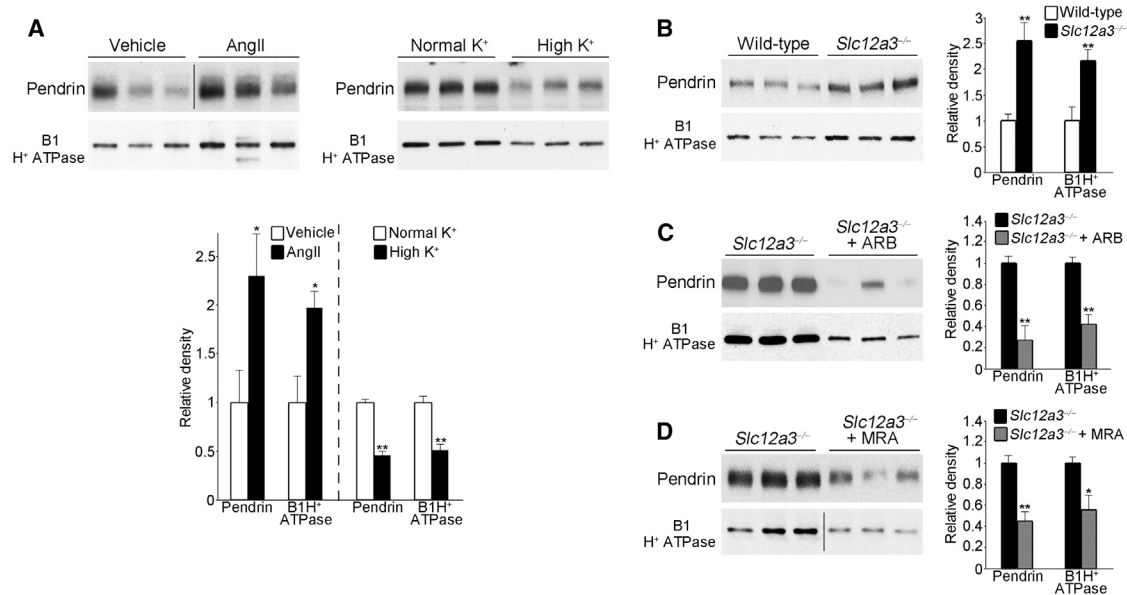 A
Vehicle
AngII
Normal K⁺
High K⁺
Pendrin
B1
H⁺ ATPase
Vehicle
AngII
Normal K⁺
High K⁺
Relative density
2.5
2
1.5
1
0.5
0
*
*
**
**
Pendrin
B1H⁺
ATPase
Pendrin
B1H⁺
ATPase
B
Wild-type
Slc12a3⁻/⁻
Pendrin
B1
H⁺ ATPase
Wild-type
Slc12a3⁻/⁻
Relative density
3
2.5
2
1.5
1
0.5
0
**
**
Pendrin
B1H⁺
ATPase
C
Slc12a3⁻/⁻
Slc12a3⁻/⁻
+ ARB
Pendrin
B1
H⁺ ATPase
Slc12a3⁻/⁻
Slc12a3⁻/⁻ + ARB
Relative density
1.4
1.2
1
0.8
0.6
0.4
0.2
0
**
**
Pendrin
B1H⁺
ATPase
D
Slc12a3⁻/⁻
Slc12a3⁻/⁻
+ MRA
Pendrin
B1
H⁺ ATPase
Slc12a3⁻/⁻
Slc12a3⁻/⁻ + MRA
Relative density
1.4
1.2
1
0.8
0.6
0.4
0.2
0
**
*
Pendrin
B1H⁺
ATPase